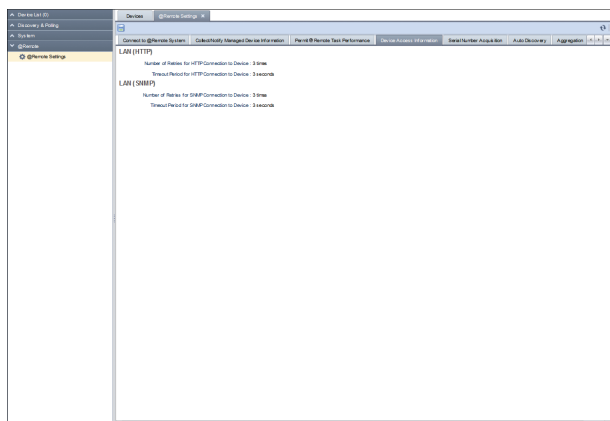 Device List (0)
Discovery & Polling
System
@Remote
@Remote Settings
Devices
@Remote Settings
Connect to @Remote System
Collect/Notify Managed Device Information
Permit @Remote Task Performance
Device Access Information
Serial Number Acquisition
Auto Discovery
Aggregation
LAN (HTTP)
Number of Retries for HTTP Connection to Device : 3 times
Timeout Period for HTTP Connection to Device : 3 seconds
LAN (SNMP)
Number of Retries for SNMP Connection to Device : 3 times
Timeout Period for SNMP Connection to Device : 3 seconds